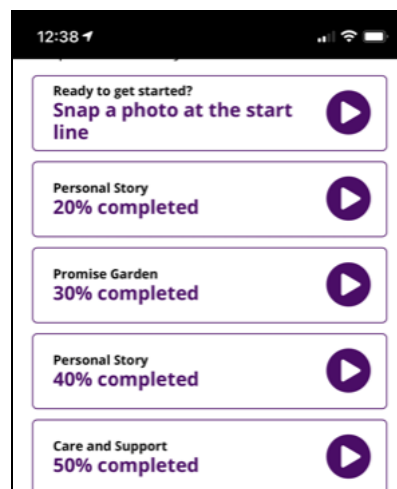 12:38
Ready to get started?
Snap a photo at the start
line
Personal Story
20% completed
Promise Garden
30% completed
Personal Story
40% completed
Care and Support
50% completed